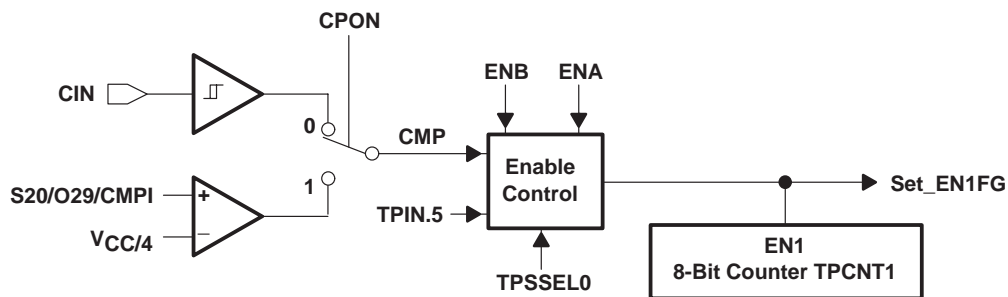 CPON
ENB ENA
CIN
0
CMP
Enable
Control
1
S20/O29/CMPI
+
Set_EN1FG
TPIN.5
VCC/4
–
EN1
8-Bit Counter TPCNT1
TPSSEL0